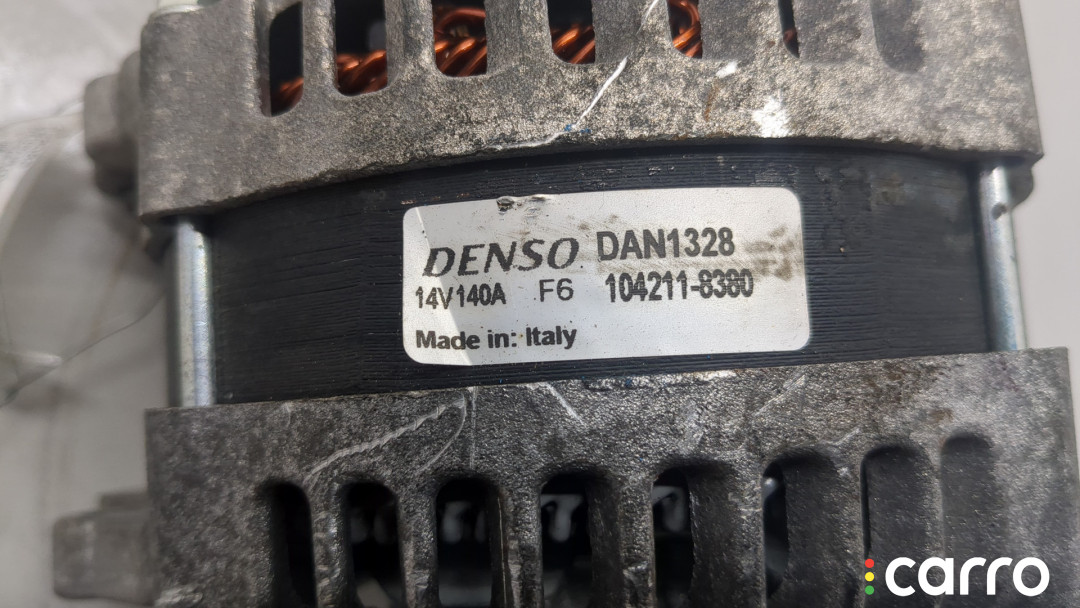 DENSO DAN1328
14V140A F6 104211-8380
Made in: Italy
carro